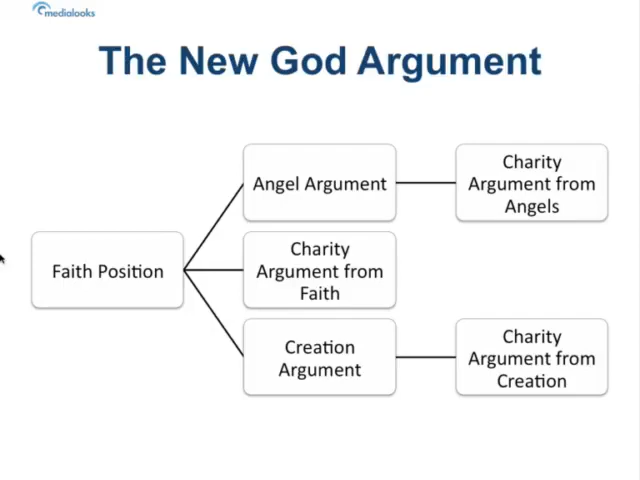 medialooks
The New God Argument
Angel Argument
Charity
Argument from
Angels
Faith Position
Charity
Argument from
Faith
Creation
Argument
Charity
Argument from
Creation